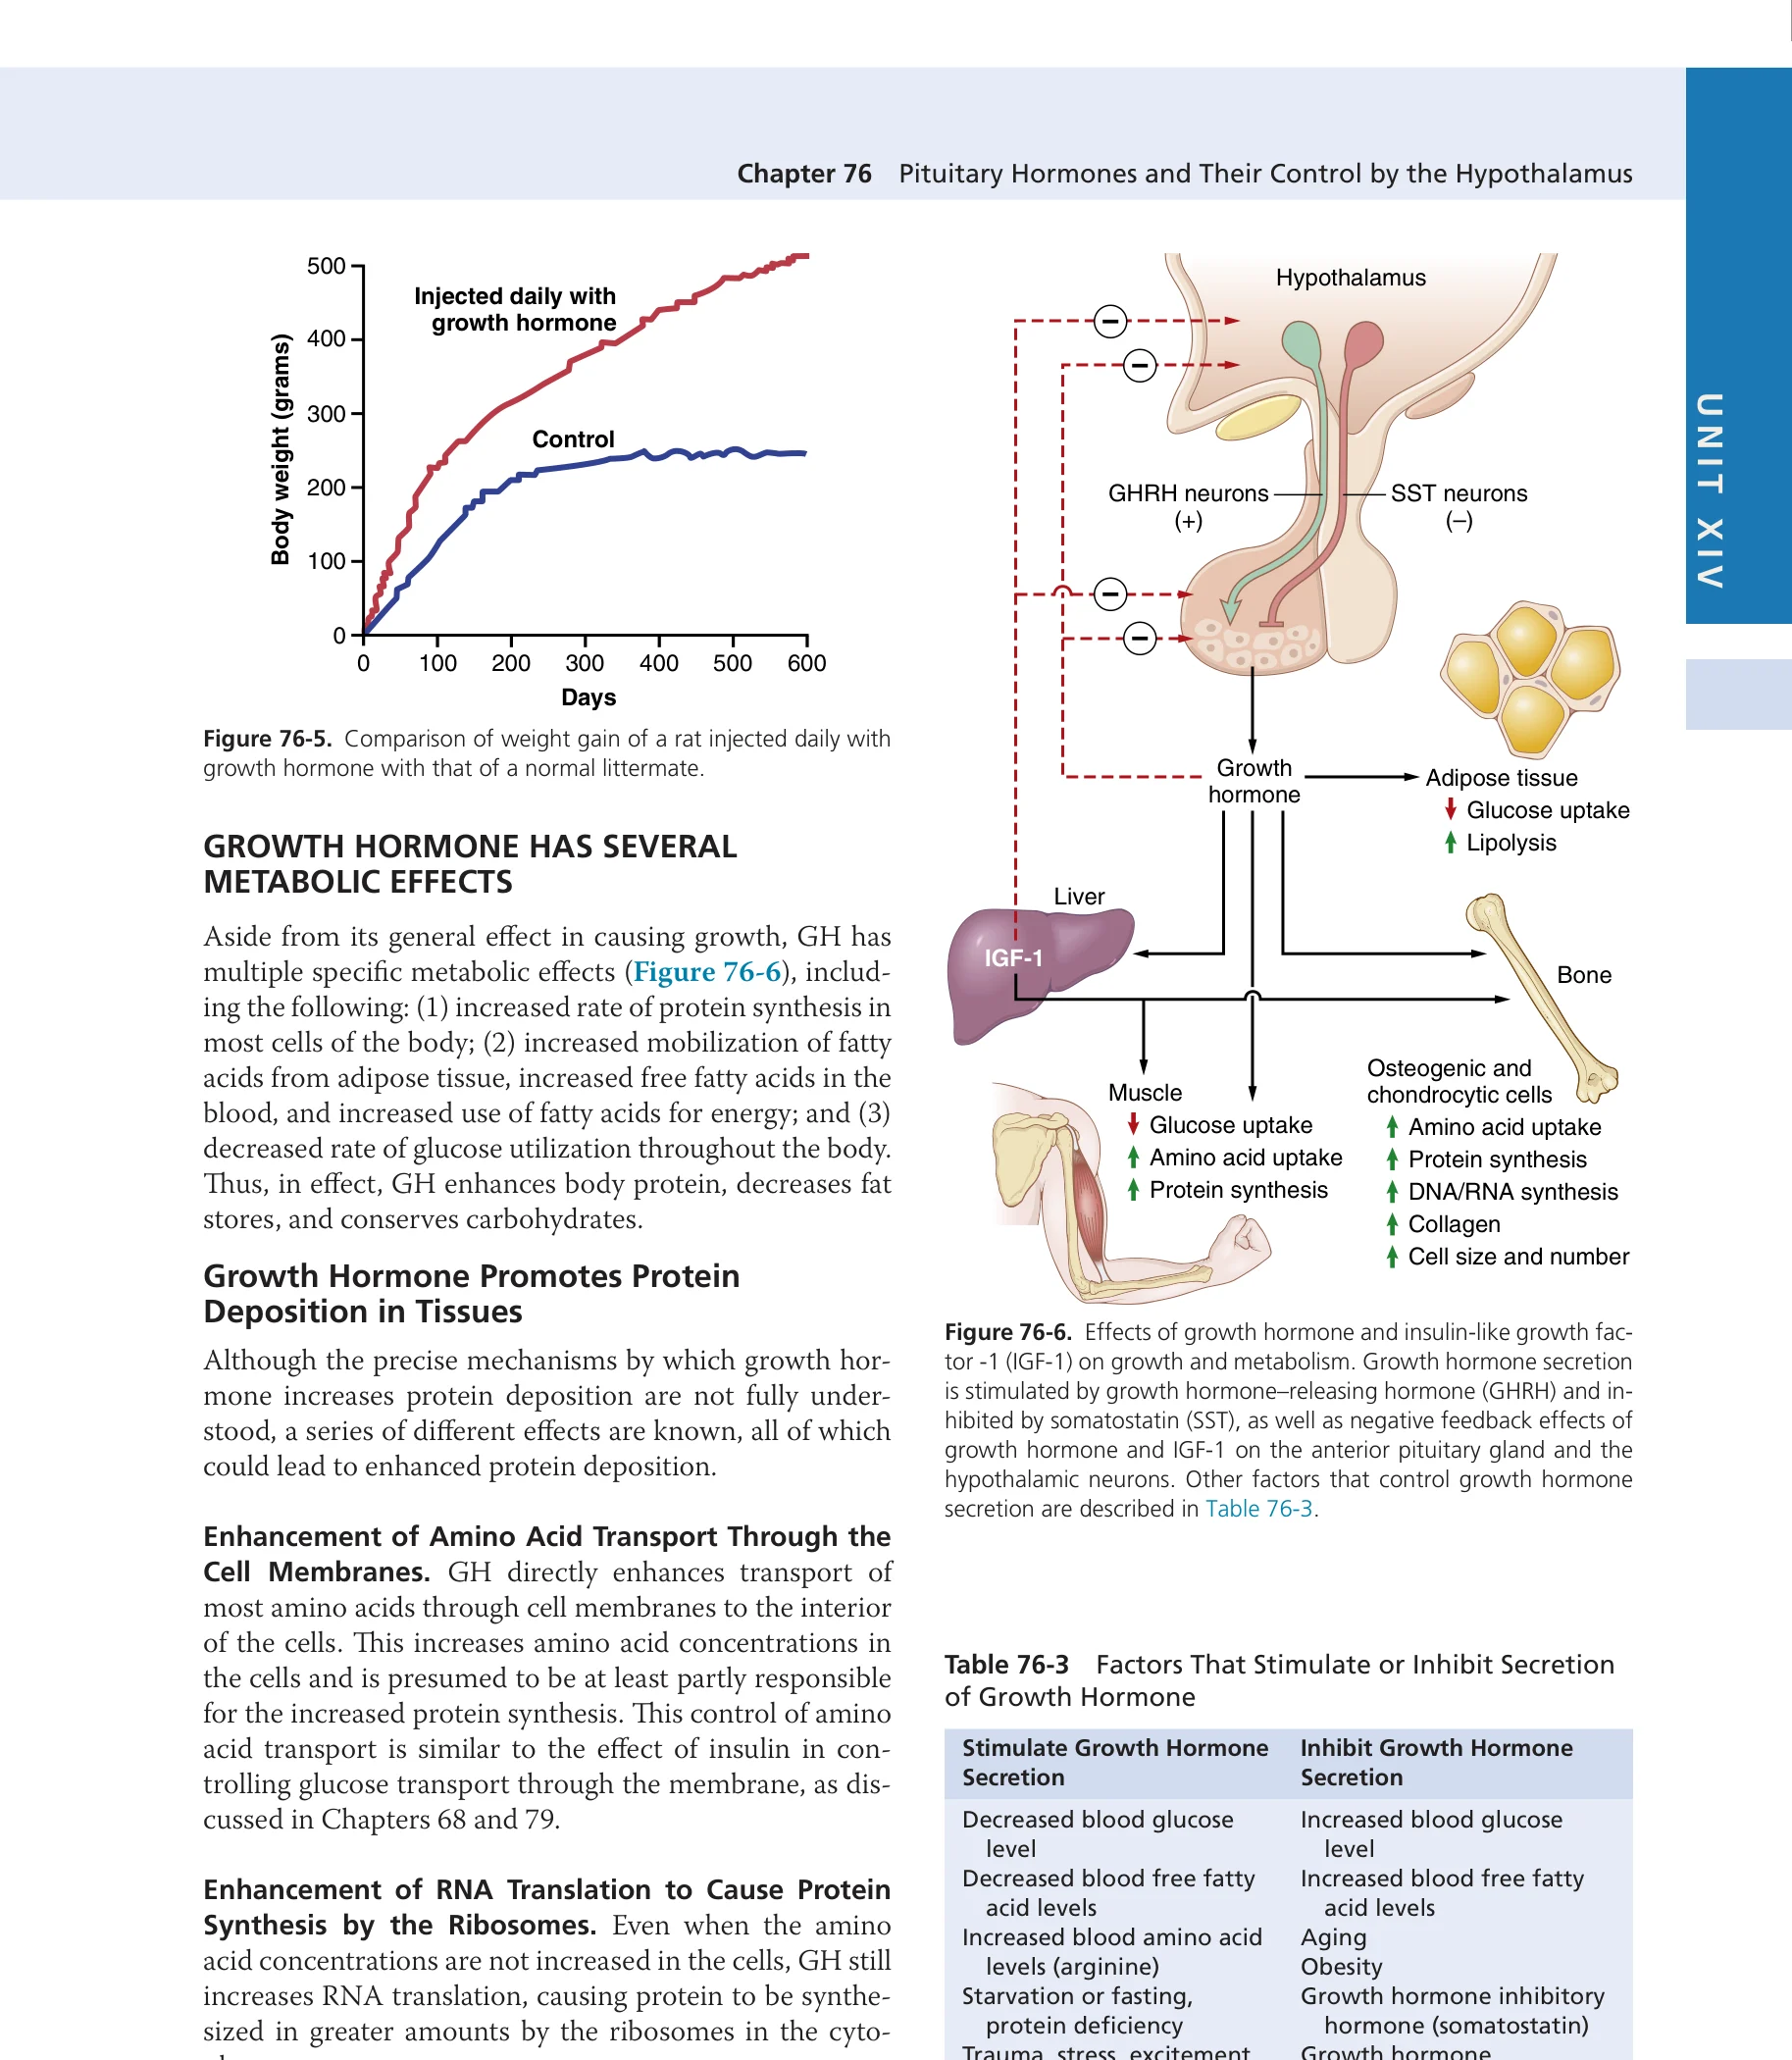 Chapter 76 Pituitary Hormones and Their Control by the Hypothalamus
UNIT XIV
500
400
300
200
100
0
Body weight (grams)
Injected daily with
growth hormone
Control
0 100 200 300 400 500 600
Days
Figure 76-5. Comparison of weight gain of a rat injected daily with
growth hormone with that of a normal littermate.
GROWTH HORMONE HAS SEVERAL
METABOLIC EFFECTS
Aside from its general effect in causing growth, GH has
multiple specific metabolic effects (Figure 76-6), includ-
ing the following: (1) increased rate of protein synthesis in
most cells of the body; (2) increased mobilization of fatty
acids from adipose tissue, increased free fatty acids in the
blood, and increased use of fatty acids for energy; and (3)
decreased rate of glucose utilization throughout the body.
Thus, in effect, GH enhances body protein, decreases fat
stores, and conserves carbohydrates.
Growth Hormone Promotes Protein
Deposition in Tissues
Although the precise mechanisms by which growth hor-
mone increases protein deposition are not fully under-
stood, a series of different effects are known, all of which
could lead to enhanced protein deposition.
Enhancement of Amino Acid Transport Through the
Cell Membranes. GH directly enhances transport of
most amino acids through cell membranes to the interior
of the cells. This increases amino acid concentrations in
the cells and is presumed to be at least partly responsible
for the increased protein synthesis. This control of amino
acid transport is similar to the effect of insulin in con-
trolling glucose transport through the membrane, as dis-
cussed in Chapters 68 and 79.
Enhancement of RNA Translation to Cause Protein
Synthesis by the Ribosomes. Even when the amino
acid concentrations are not increased in the cells, GH still
increases RNA translation, causing protein to be synthe-
sized in greater amounts by the ribosomes in the cyto-
Hypothalamus
−
−
GHRH neurons
(+)
SST neurons
(–)
−
−
Growth
hormone
Adipose tissue
Glucose uptake
Lipolysis
Liver
IGF-1
Bone
Muscle
Glucose uptake
Amino acid uptake
Protein synthesis
Osteogenic and
chondrocytic cells
Amino acid uptake
Protein synthesis
DNA/RNA synthesis
Collagen
Cell size and number
Figure 76-6. Effects of growth hormone and insulin-like growth fac-
tor -1 (IGF-1) on growth and metabolism. Growth hormone secretion
is stimulated by growth hormone–releasing hormone (GHRH) and in-
hibited by somatostatin (SST), as well as negative feedback effects of
growth hormone and IGF-1 on the anterior pituitary gland and the
hypothalamic neurons. Other factors that control growth hormone
secretion are described in Table 76-3.
Table 76-3 Factors That Stimulate or Inhibit Secretion
of Growth Hormone
Stimulate Growth Hormone
Secretion
Inhibit Growth Hormone
Secretion
Decreased blood glucose
level
Increased blood glucose
level
Decreased blood free fatty
acid levels
Increased blood free fatty
acid levels
Increased blood amino acid
levels (arginine)
Aging
Obesity
Starvation or fasting,
protein deficiency
Growth hormone inhibitory
hormone (somatostatin)
Trauma, stress, excitement
Growth hormone